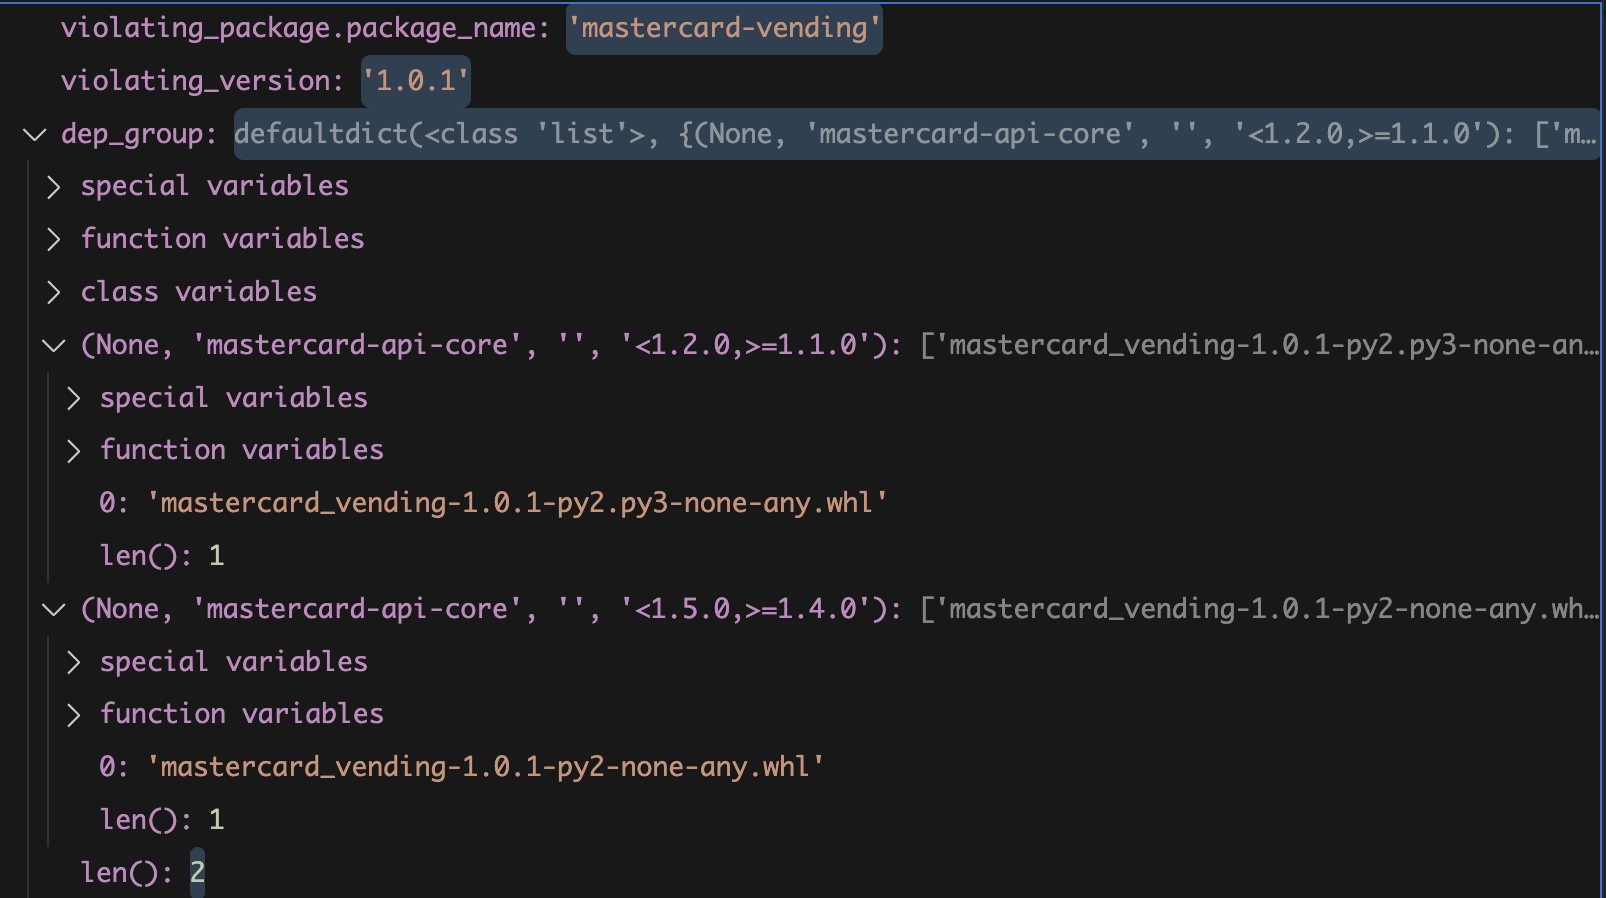 violating_package.package_name: 'mastercard-vending'
violating_version: '1.0.1'
dep_group: defaultdict(<class 'list'>, {(None, 'mastercard-api-core', '', '<1.2.0,>=1.1.0'): ['m…
special variables
function variables
class variables
(None, 'mastercard-api-core', '', '<1.2.0,>=1.1.0'): ['mastercard_vending-1.0.1-py2.py3-none-an…
special variables
function variables
0: 'mastercard_vending-1.0.1-py2.py3-none-any.whl'
len(): 1
(None, 'mastercard-api-core', '', '<1.5.0,>=1.4.0'): ['mastercard_vending-1.0.1-py2-none-any.wh…
special variables
function variables
0: 'mastercard_vending-1.0.1-py2-none-any.whl'
len(): 1
len(): 2